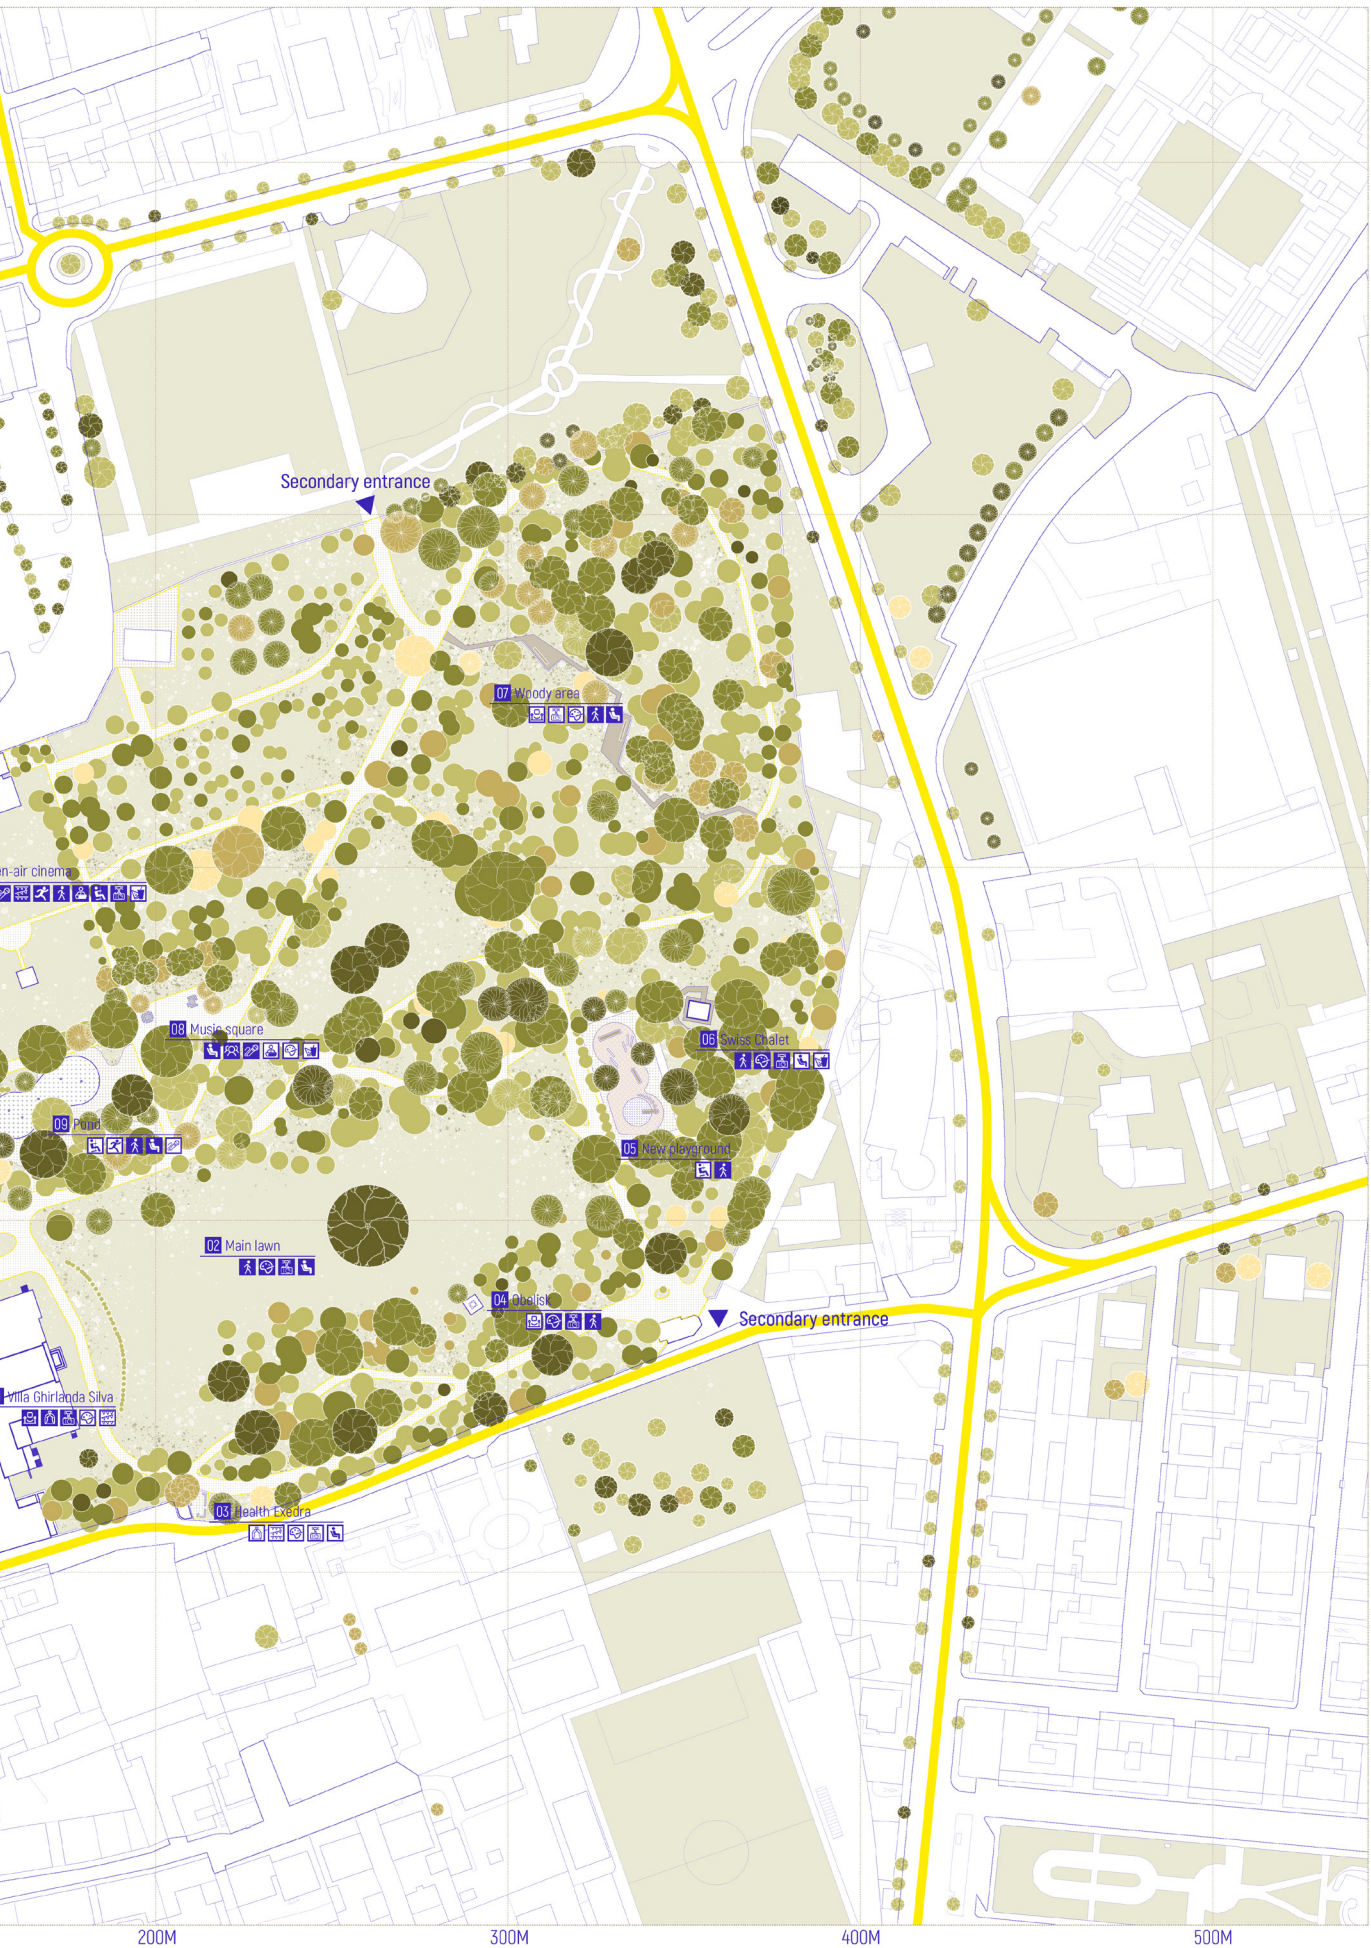 Secondary entrance
07 Woody area
en-air cinema
08 Music square
06 Swiss Chalet
09 Pond
05 New playground
02 Main lawn
04 Obelisk
Secondary entrance
Villa Ghirlanda Silva
03 Health Exedra
200M 300M 400M 500M